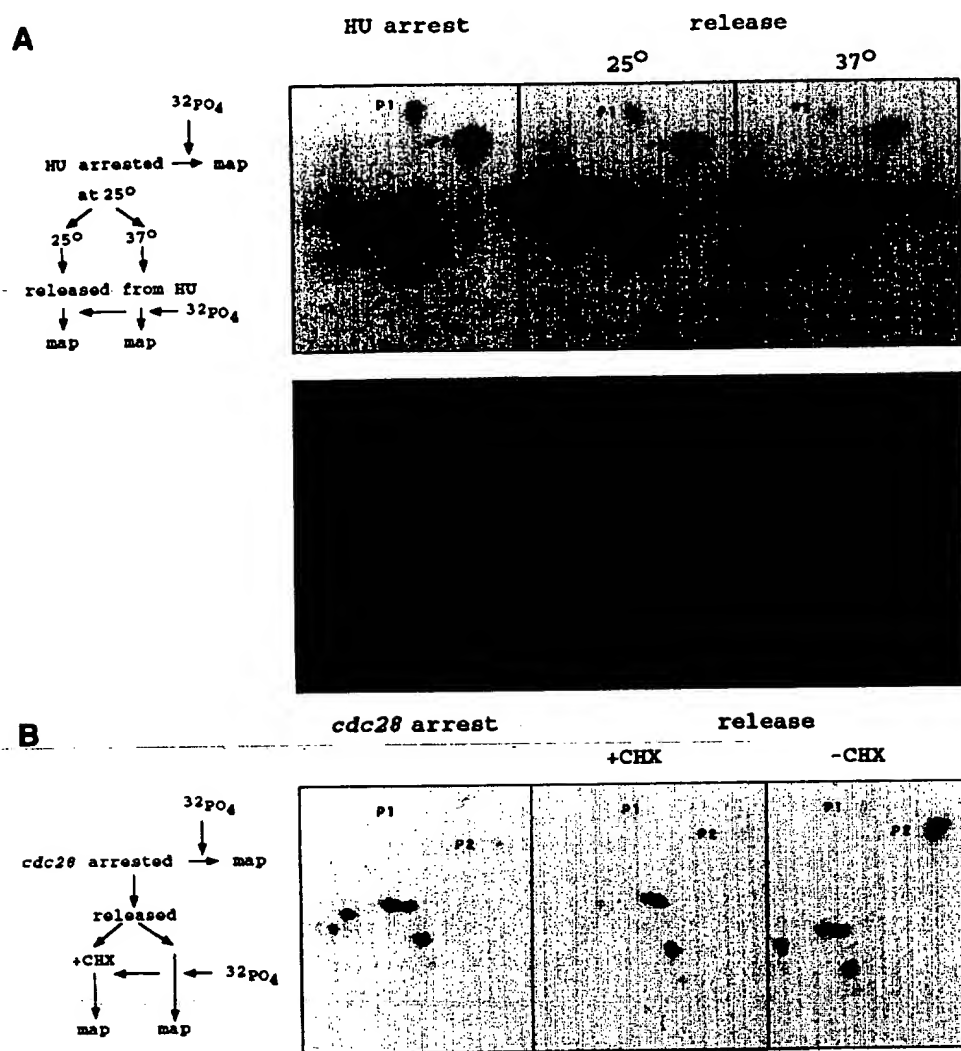 A
HU arrest
release
25°
37°
P1
P1
32PO4
HU arrested → map
at 25°
25° 37°
released from HU
32PO4
map map
B
cdc28 arrest
release
+CHX
-CHX
P1
P2
P1
P2
P1
P2
32PO4
cdc28 arrested → map
released
+CHX
32PO4
map map